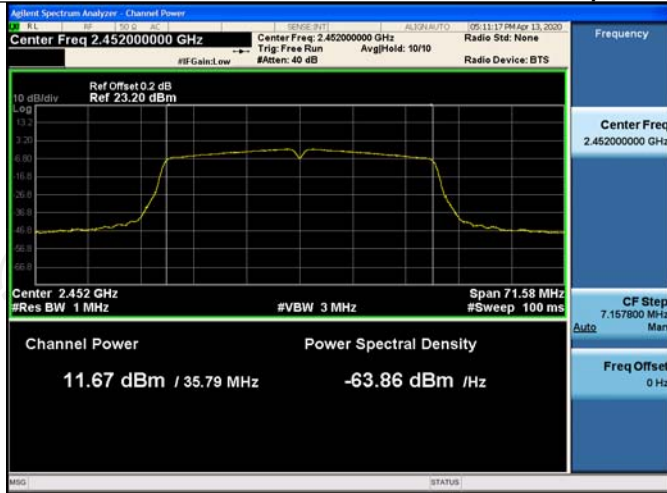 Agilent Spectrum Analyzer - Channel Power
RL RF 50 Ω AC SENSE:INT ALIGN AUTO 05:11:17 PM Apr 13, 2020
Center Freq 2.452000000 GHz
Center Freq: 2.452000000 GHz
Radio Std: None
Trig: Free Run Avg|Hold: 10/10
#IFGain:Low #Atten: 40 dB Radio Device: BTS
Frequency
Ref Offset 0.2 dB
10 dB/div Ref 23.20 dBm
Log
13.2
3.20
-6.80
-16.8
-26.8
-36.8
-46.8
-56.8
-66.8
Center Freq
2.452000000 GHz
Center 2.452 GHz Span 71.58 MHz
#Res BW 1 MHz #VBW 3 MHz #Sweep 100 ms
CF Step
7.157800 MHz
Auto Man
Channel Power Power Spectral Density
11.67 dBm / 35.79 MHz -63.86 dBm /Hz
Freq Offset
0 Hz
MSG STATUS